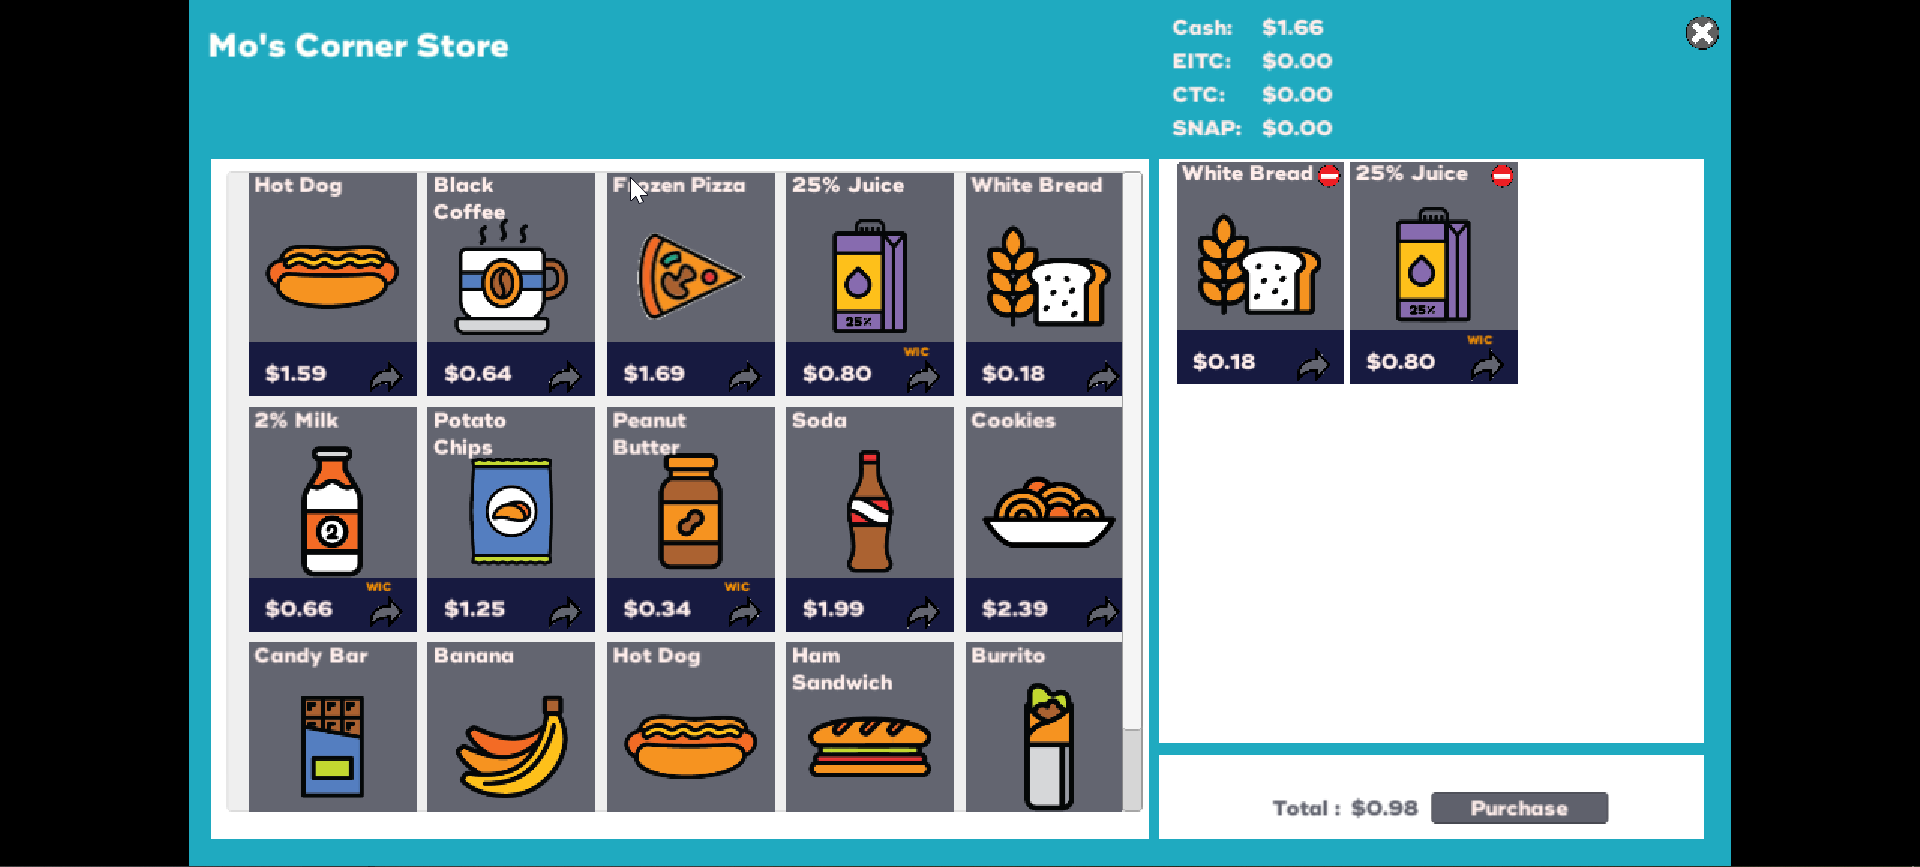 Mo's Corner Store
Cash: $1.66
EITC: $0.00
CTC: $0.00
SNAP: $0.00
Hot Dog
Black
Coffee
Frozen Pizza
25% Juice
White Bread
25%
WIC
$1.59
$0.64
$1.69
$0.80
$0.18
2% Milk
Potato
Chips
Peanut
Butter
Soda
Cookies
2
WIC
WIC
$0.66
$1.25
$0.34
$1.99
$2.39
Candy Bar
Banana
Hot Dog
Ham
Sandwich
Burrito
White Bread
25% Juice
25%
WIC
$0.18
$0.80
Total : $0.98
Purchase